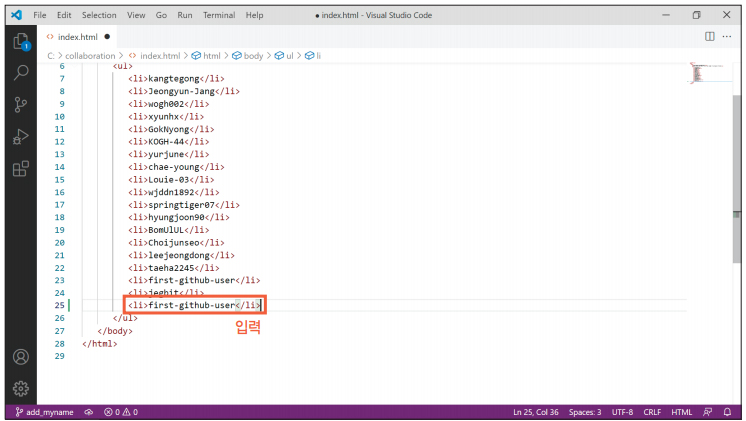 File Edit Selection View Go Run Terminal Help ● index.html - Visual Studio Code
<> index.html ●
1
C: > collaboration > <> index.html > html > body > ul > li
6 <ul>
7 <li>kangtegong</li>
8 <li>Jeongyun-Jang</li>
9 <li>wogh002</li>
10 <li>xyunhx</li>
11 <li>GokNyong</li>
12 <li>KOGH-44</li>
13 <li>yurjune</li>
14 <li>chae-young</li>
15 <li>Louie-03</li>
16 <li>wjddn1892</li>
17 <li>springtiger07</li>
18 <li>hyungjoon90</li>
19 <li>BomUlUL</li>
20 <li>Choijunseo</li>
21 <li>leejeongdong</li>
22 <li>taeha2245</li>
23 <li>first-github-user</li>
24 <li>jeghit</li>
25 <li>first-github-user</li>
입력
26 </ul>
27 </body>
28 </html>
29
add_myname 0 0 Ln 25, Col 36 Spaces: 3 UTF-8 CRLF HTML